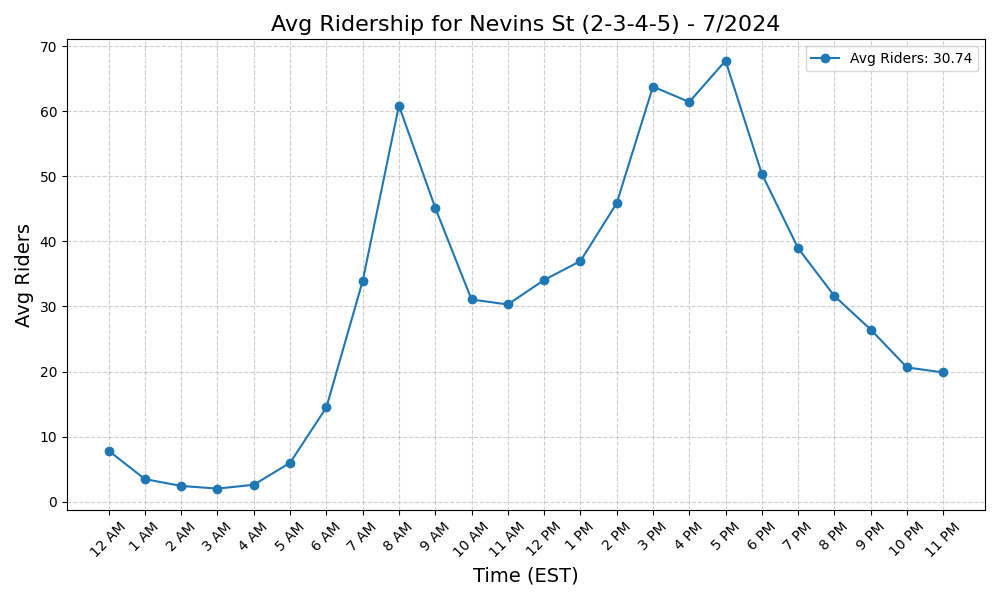 Avg Ridership for Nevins St (2-3-4-5) - 7/2024
Avg Riders: 30.74
Avg Riders
70
60
50
40
30
20
10
0
12 AM
1 AM
2 AM
3 AM
4 AM
5 AM
6 AM
7 AM
8 AM
9 AM
10 AM
11 AM
12 PM
1 PM
2 PM
3 PM
4 PM
5 PM
6 PM
7 PM
8 PM
9 PM
10 PM
11 PM
Time (EST)